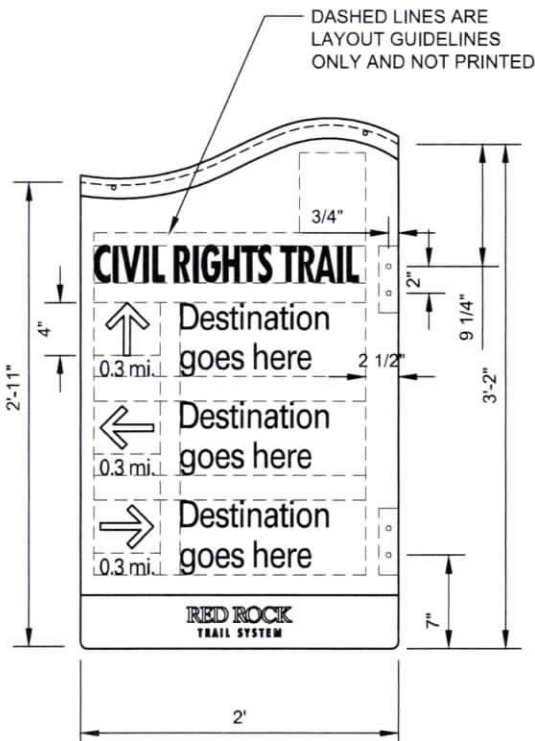 DASHED LINES ARE
LAYOUT GUIDELINES
ONLY AND NOT PRINTED
3/4"
CIVIL RIGHTS TRAIL
2"
9 1/4"
4"
Destination
goes here
0.3 mi.
2 1/2"
2'-11"
3'-2"
Destination
goes here
0.3 mi.
Destination
goes here
0.3 mi.
RED ROCK
TRAIL SYSTEM
7"
2'